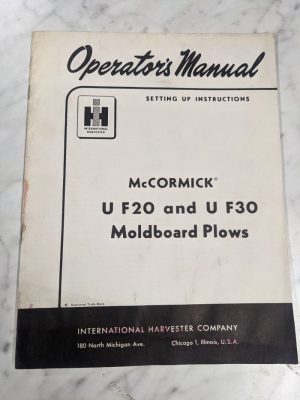 Operator's Manual
SETTING UP INSTRUCTIONS
IH
INTERNATIONAL
HARVESTER
McCORMICK®
U F20 and U F30
Moldboard Plows
® Registered Trade Mark
INTERNATIONAL HARVESTER COMPANY
180 North Michigan Ave. Chicago 1, Illinois, U.S.A.